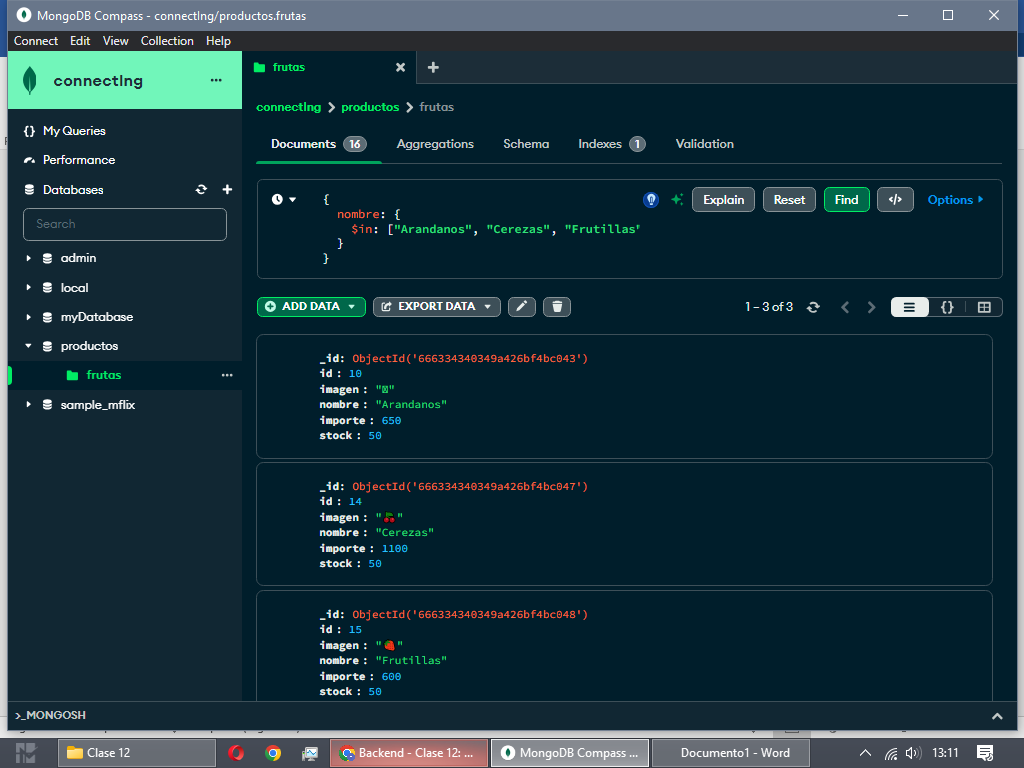 MongoDB Compass - connectIng/productos.frutas
Connect Edit View Collection Help
connectIng ...
frutas
connectIng > productos > frutas
{} My Queries
Performance
Databases
Search
admin
local
myDatabase
productos
frutas ...
sample_mflix
Documents 16 Aggregations Schema Indexes 1 Validation
{
nombre: {
$in: ["Arandanos", "Cerezas", "Frutillas"
}
}
Explain Reset Find </> Options
ADD DATA EXPORT DATA 1 – 3 of 3 {}
_id: ObjectId('666334340349a426bf4bc043')
id : 10
imagen : ""
nombre : "Arandanos"
importe : 650
stock : 50
_id: ObjectId('666334340349a426bf4bc047')
id : 14
imagen : "🍒"
nombre : "Cerezas"
importe : 1100
stock : 50
_id: ObjectId('666334340349a426bf4bc048')
id : 15
imagen : "🍓"
nombre : "Frutillas"
importe : 600
stock : 50
>_MONGOSH
Clase 12
Backend - Clase 12: ...
MongoDB Compass ...
Documento1 - Word
13:11